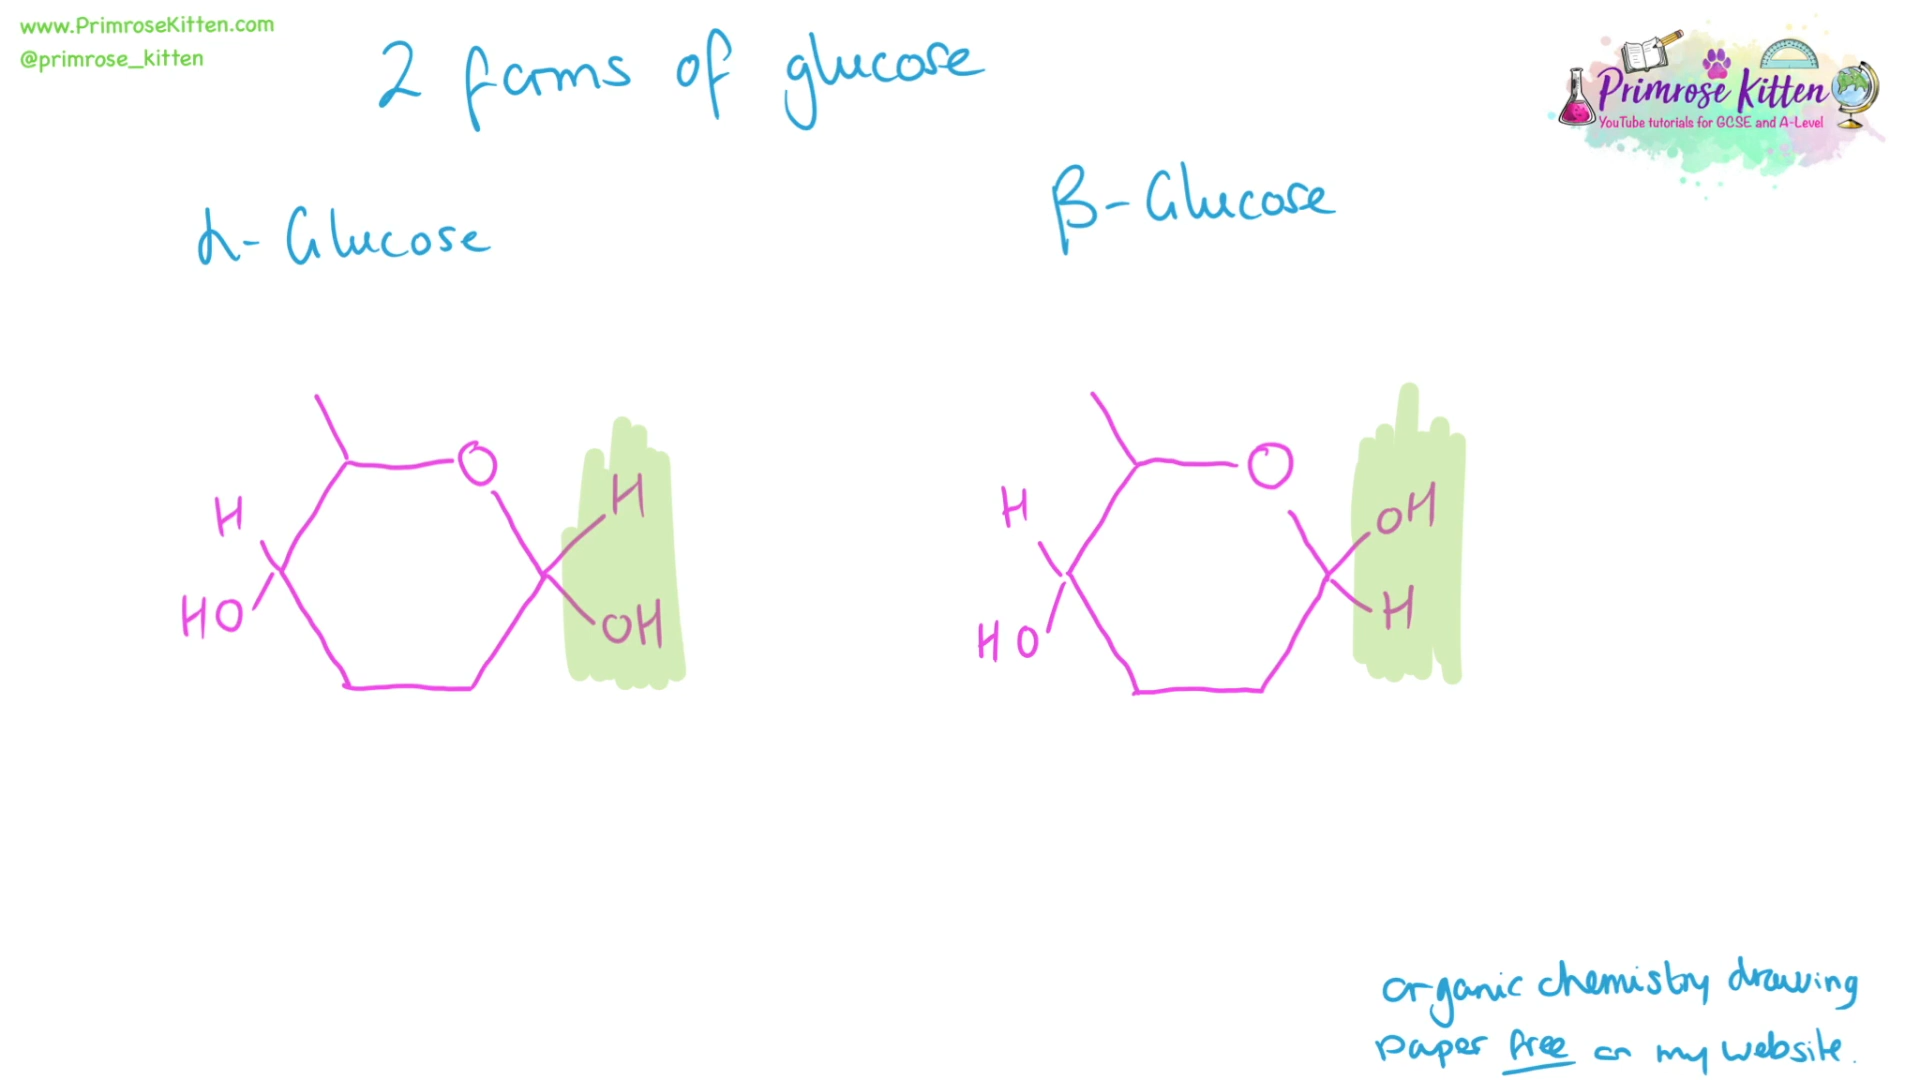 www.PrimroseKitten.com
@primrose_kitten
2 forms of glucose
Primrose Kitten
YouTube tutorials for GCSE and A-Level
α- Glucose
β- Glucose
O
H
H
HO
OH
O
H
OH
HO
H
organic chemistry drawing
paper free on my website.